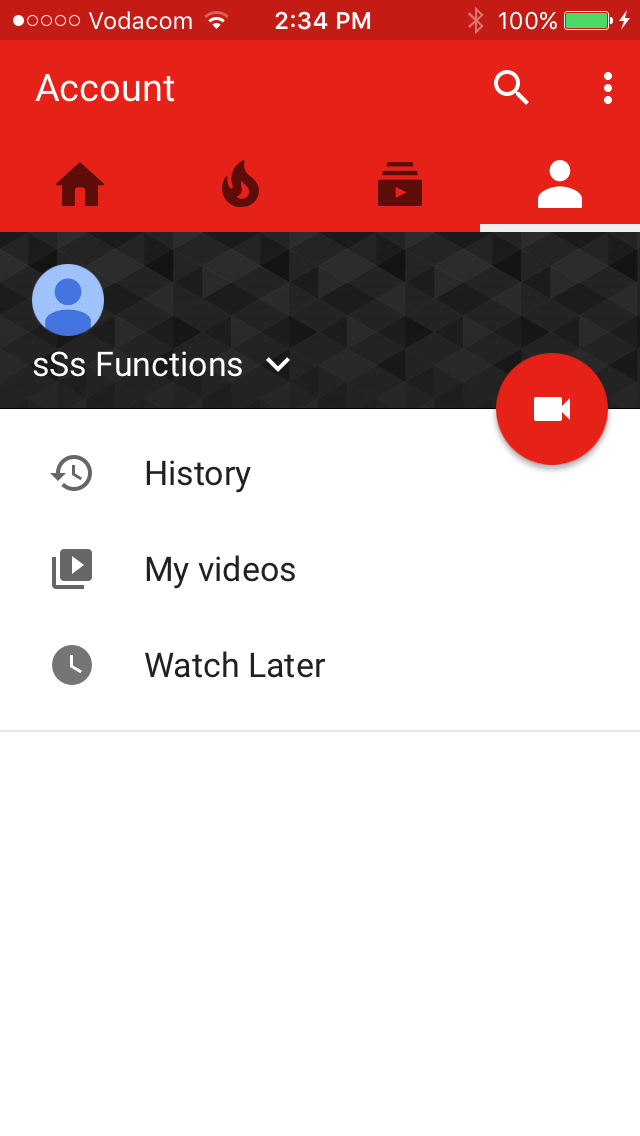 Vodacom 2:34 PM 100%
Account
sSs Functions
History
My videos
Watch Later